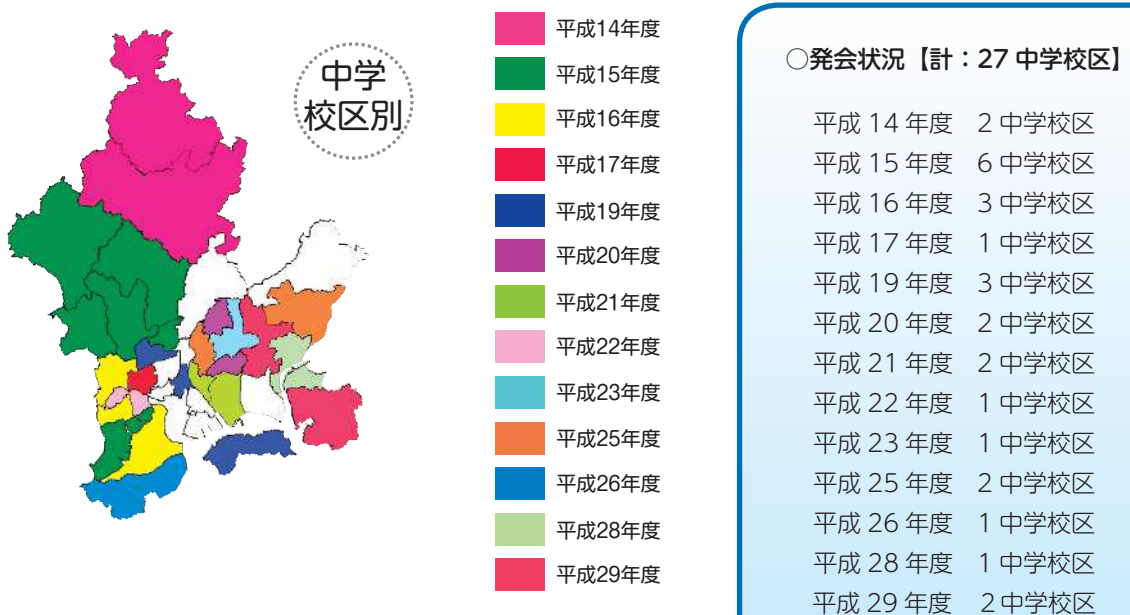 中学
校区別
平成14年度
平成15年度
平成16年度
平成17年度
平成19年度
平成20年度
平成21年度
平成22年度
平成23年度
平成25年度
平成26年度
平成28年度
平成29年度
○発会状況【計：27中学校区】
平成 14 年度　2 中学校区
平成 15 年度　6 中学校区
平成 16 年度　3 中学校区
平成 17 年度　1 中学校区
平成 19 年度　3 中学校区
平成 20 年度　2 中学校区
平成 21 年度　2 中学校区
平成 22 年度　1 中学校区
平成 23 年度　1 中学校区
平成 25 年度　2 中学校区
平成 26 年度　1 中学校区
平成 28 年度　1 中学校区
平成 29 年度　2 中学校区